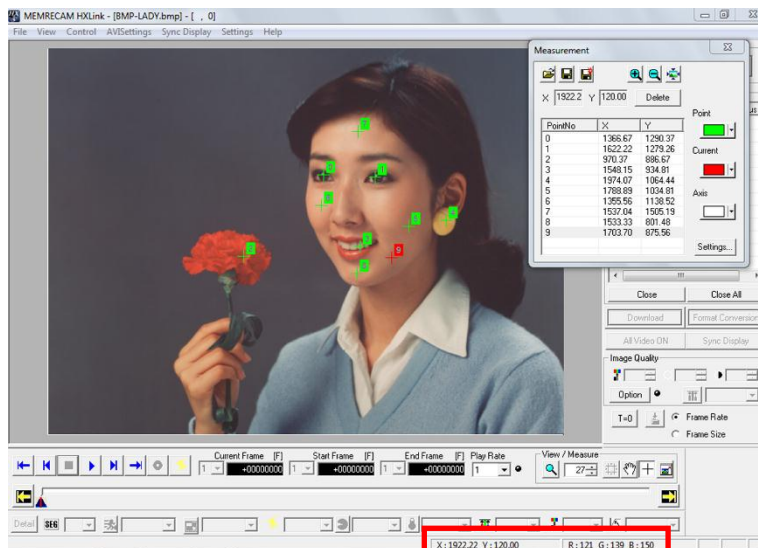 MEMRECAM HXLink - [BMP-LADY.bmp] - [ , 0]
File View Control AVISettings Sync Display Settings Help
Measurement
X 1922.2 Y 120.00 Delete
PointNo X Y
0 1366.67 1290.37
1 1622.22 1279.26
2 970.37 886.67
3 1548.15 934.81
4 1974.07 1064.44
5 1788.89 1034.81
6 1355.56 1138.52
7 1537.04 1505.19
8 1533.33 801.48
9 1703.70 875.56
Point
Current
Axis
Settings...
9
Close Close All
Download Format Conversion
All Video ON Sync Display
Image Quality
Option
T=0 Frame Rate
Frame Size
Current Frame [F] Start Frame [F] End Frame [F] Play Rate View / Measure
1 +00000000 1 +00000000 1 +00000000 1 27
Detail SEG
X : 1922.22 Y : 120.00 R : 121 G : 139 B : 150